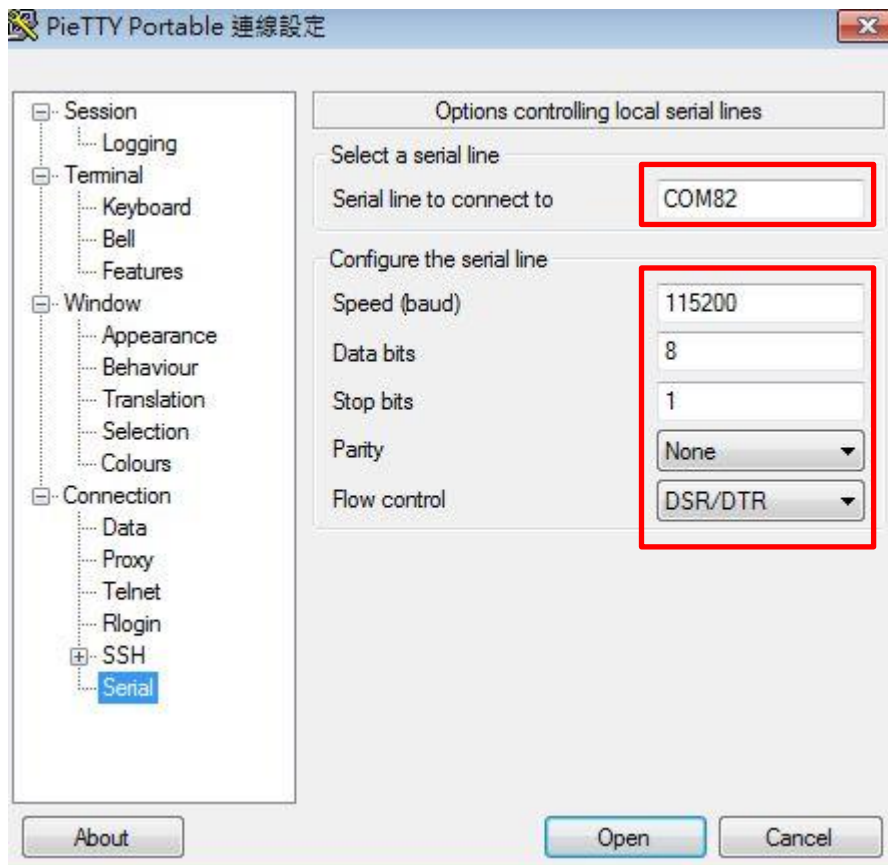 PieTTY Portable 連線設定
Session
Logging
Terminal
Keyboard
Bell
Features
Window
Appearance
Behaviour
Translation
Selection
Colours
Connection
Data
Proxy
Telnet
Rlogin
SSH
Serial
Options controlling local serial lines
Select a serial line
Serial line to connect to COM82
Configure the serial line
Speed (baud) 115200
Data bits 8
Stop bits 1
Parity None
Flow control DSR/DTR
About Open Cancel